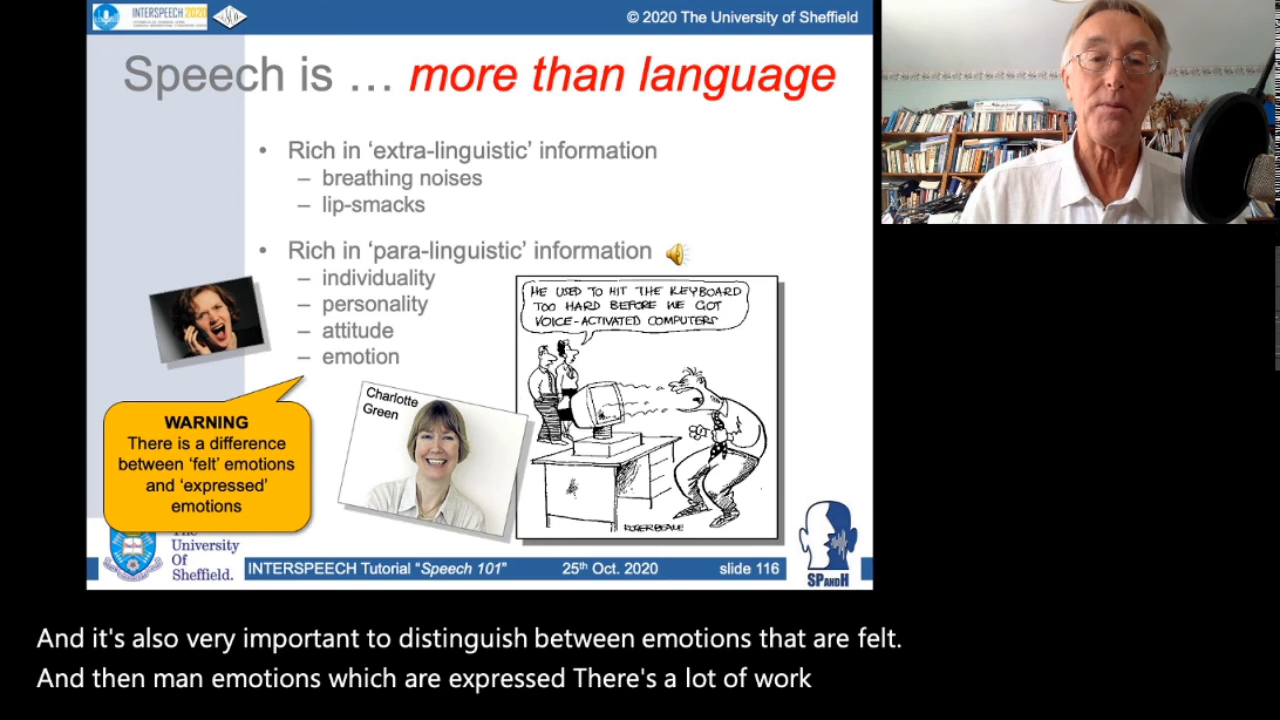 INTERSPEECH 2020
© 2020 The University of Sheffield
Speech is … more than language
• Rich in ‘extra-linguistic’ information
– breathing noises
– lip-smacks
• Rich in ‘para-linguistic’ information
– individuality
– personality
– attitude
– emotion
HE USED TO HIT THE KEYBOARD
TOO HARD BEFORE WE GOT
VOICE-ACTIVATED COMPUTERS
Charlotte
Green
WARNING
There is a difference
between ‘felt’ emotions
and ‘expressed’
emotions
The
University
Of
Sheffield.
INTERSPEECH Tutorial “Speech 101”
25th Oct. 2020
slide 116
SPANDH
And it's also very important to distinguish between emotions that are felt.
And then man emotions which are expressed There's a lot of work